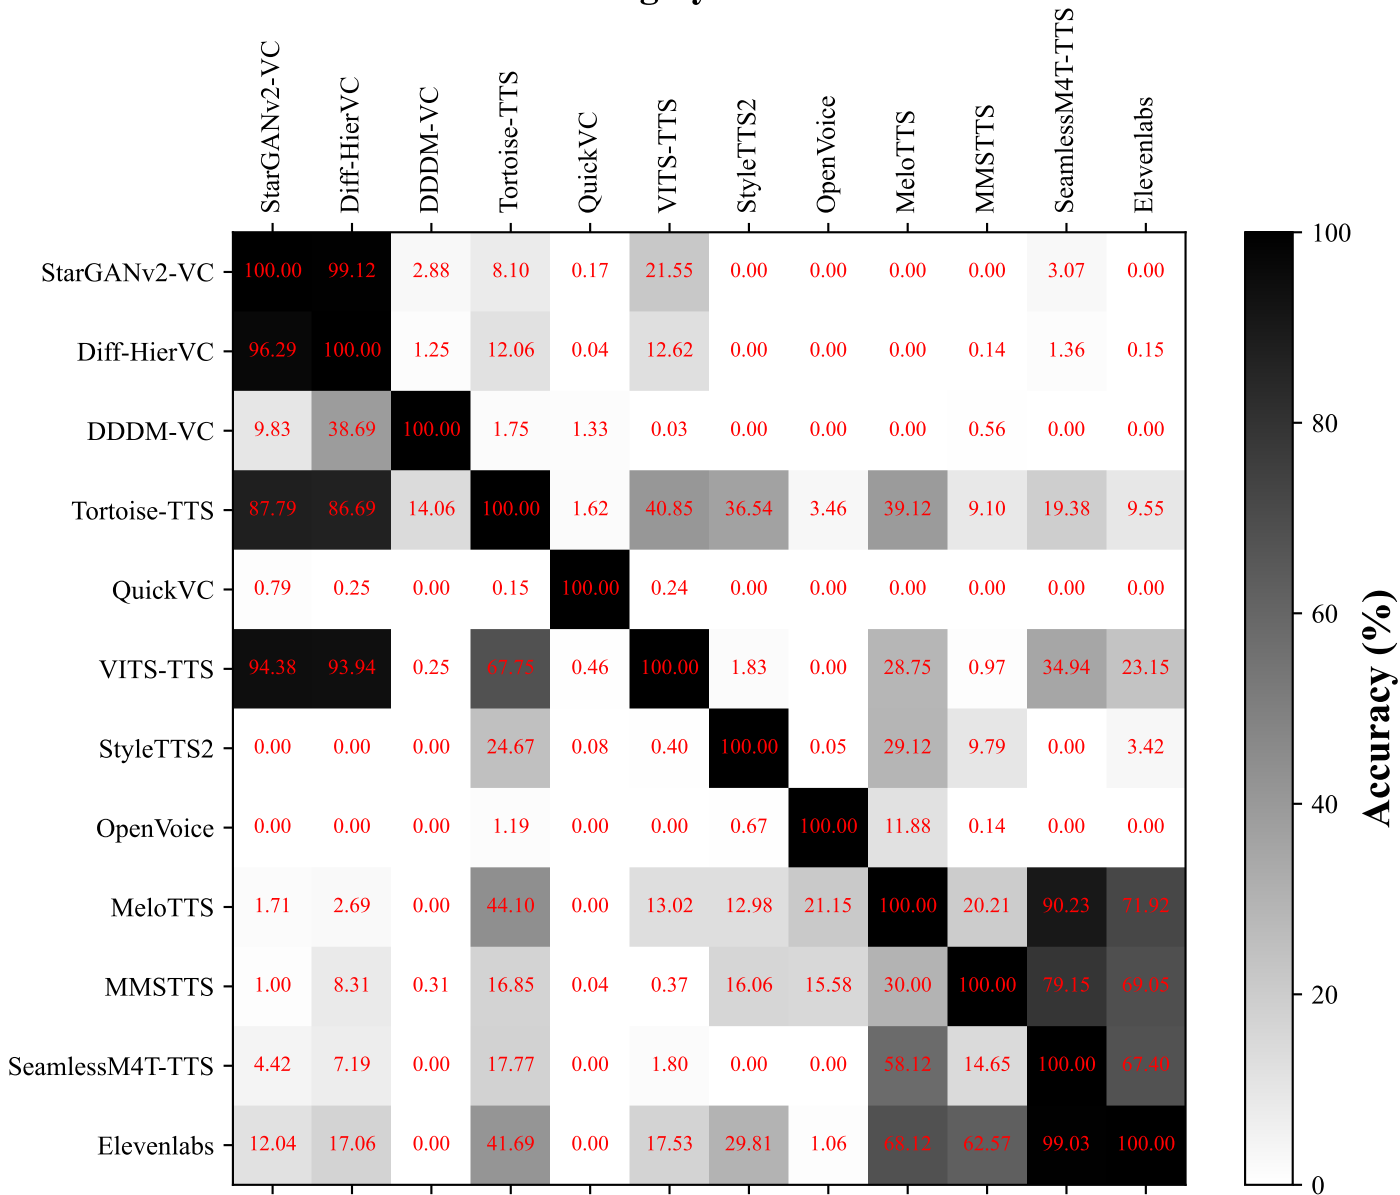 StarGANv2-VC Diff-HierVC DDDM-VC Tortoise-TTS QuickVC VITS-TTS StyleTTS2 OpenVoice MeloTTS MMSTTS SeamlessM4T-TTS Elevenlabs
StarGANv2-VC 100.00 99.12 2.88 8.10 0.17 21.55 0.00 0.00 0.00 0.00 3.07 0.00
Diff-HierVC 96.29 100.00 1.25 12.06 0.04 12.62 0.00 0.00 0.00 0.14 1.36 0.15
DDDM-VC 9.83 38.69 100.00 1.75 1.33 0.03 0.00 0.00 0.00 0.56 0.00 0.00
Tortoise-TTS 87.79 86.69 14.06 100.00 1.62 40.85 36.54 3.46 39.12 9.10 19.38 9.55
QuickVC 0.79 0.25 0.00 0.15 100.00 0.24 0.00 0.00 0.00 0.00 0.00 0.00
VITS-TTS 94.38 93.94 0.25 67.75 0.46 100.00 1.83 0.00 28.75 0.97 34.94 23.15
StyleTTS2 0.00 0.00 0.00 24.67 0.08 0.40 100.00 0.05 29.12 9.79 0.00 3.42
OpenVoice 0.00 0.00 0.00 1.19 0.00 0.00 0.67 100.00 11.88 0.14 0.00 0.00
MeloTTS 1.71 2.69 0.00 44.10 0.00 13.02 12.98 21.15 100.00 20.21 90.23 71.92
MMSTTS 1.00 8.31 0.31 16.85 0.04 0.37 16.06 15.58 30.00 100.00 79.15 69.05
SeamlessM4T-TTS 4.42 7.19 0.00 17.77 0.00 1.80 0.00 0.00 58.12 14.65 100.00 67.40
Elevenlabs 12.04 17.06 0.00 41.69 0.00 17.53 29.81 1.06 68.12 62.57 99.03 100.00
100
80
60
40
20
0
Accuracy (%)